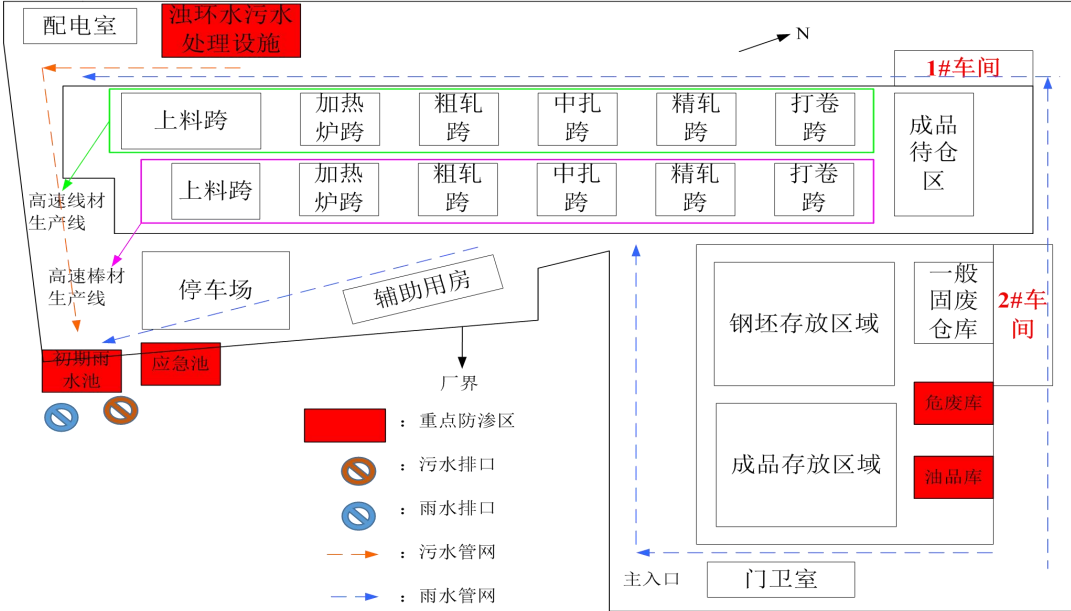 配电室
浊环水污水
处理设施
N
1#车间
上料跨
加热
炉跨
粗轧
跨
中扎
跨
精轧
跨
打卷
跨
成品
待仓
区
上料跨
加热
炉跨
粗轧
跨
中扎
跨
精轧
跨
打卷
跨
高速线材
生产线
高速棒材
生产线
停车场
辅助用房
钢坯存放区域
一般
固废
仓库
2#车
间
初期雨
水池
应急池
厂界
危废库
成品存放区域
油品库
：重点防渗区
：污水排口
：雨水排口
：污水管网
：雨水管网
主入口
门卫室